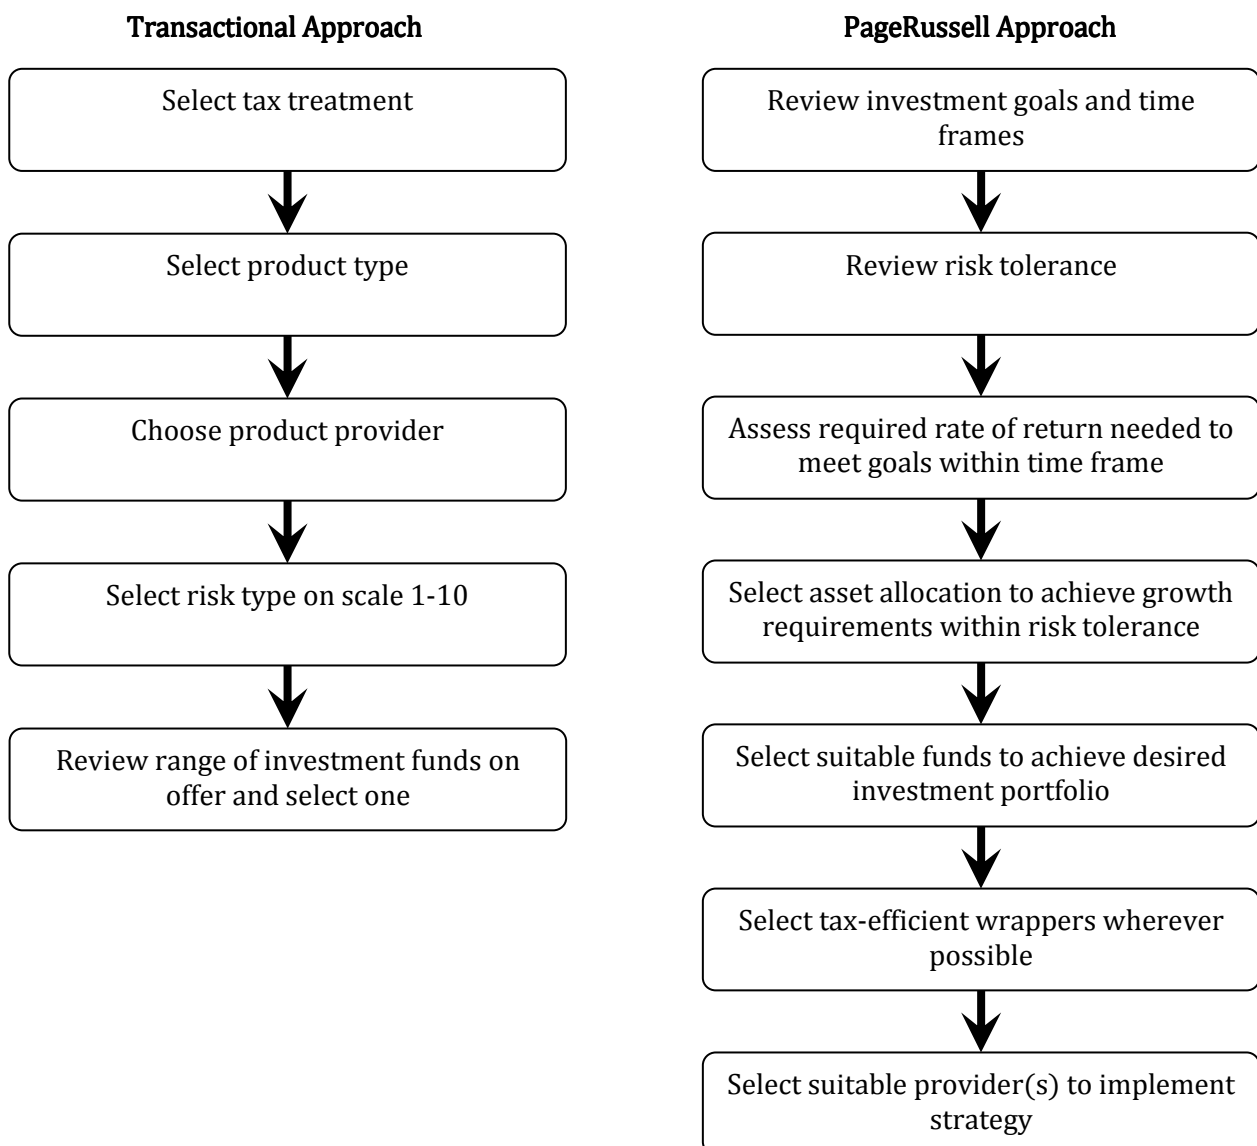 Transactional Approach
Select tax treatment
Select product type
Choose product provider
Select risk type on scale 1-10
Review range of investment funds on
offer and select one
PageRussell Approach
Review investment goals and time
frames
Review risk tolerance
Assess required rate of return needed to
meet goals within time frame
Select asset allocation to achieve growth
requirements within risk tolerance
Select suitable funds to achieve desired
investment portfolio
Select tax-efficient wrappers wherever
possible
Select suitable provider(s) to implement
strategy